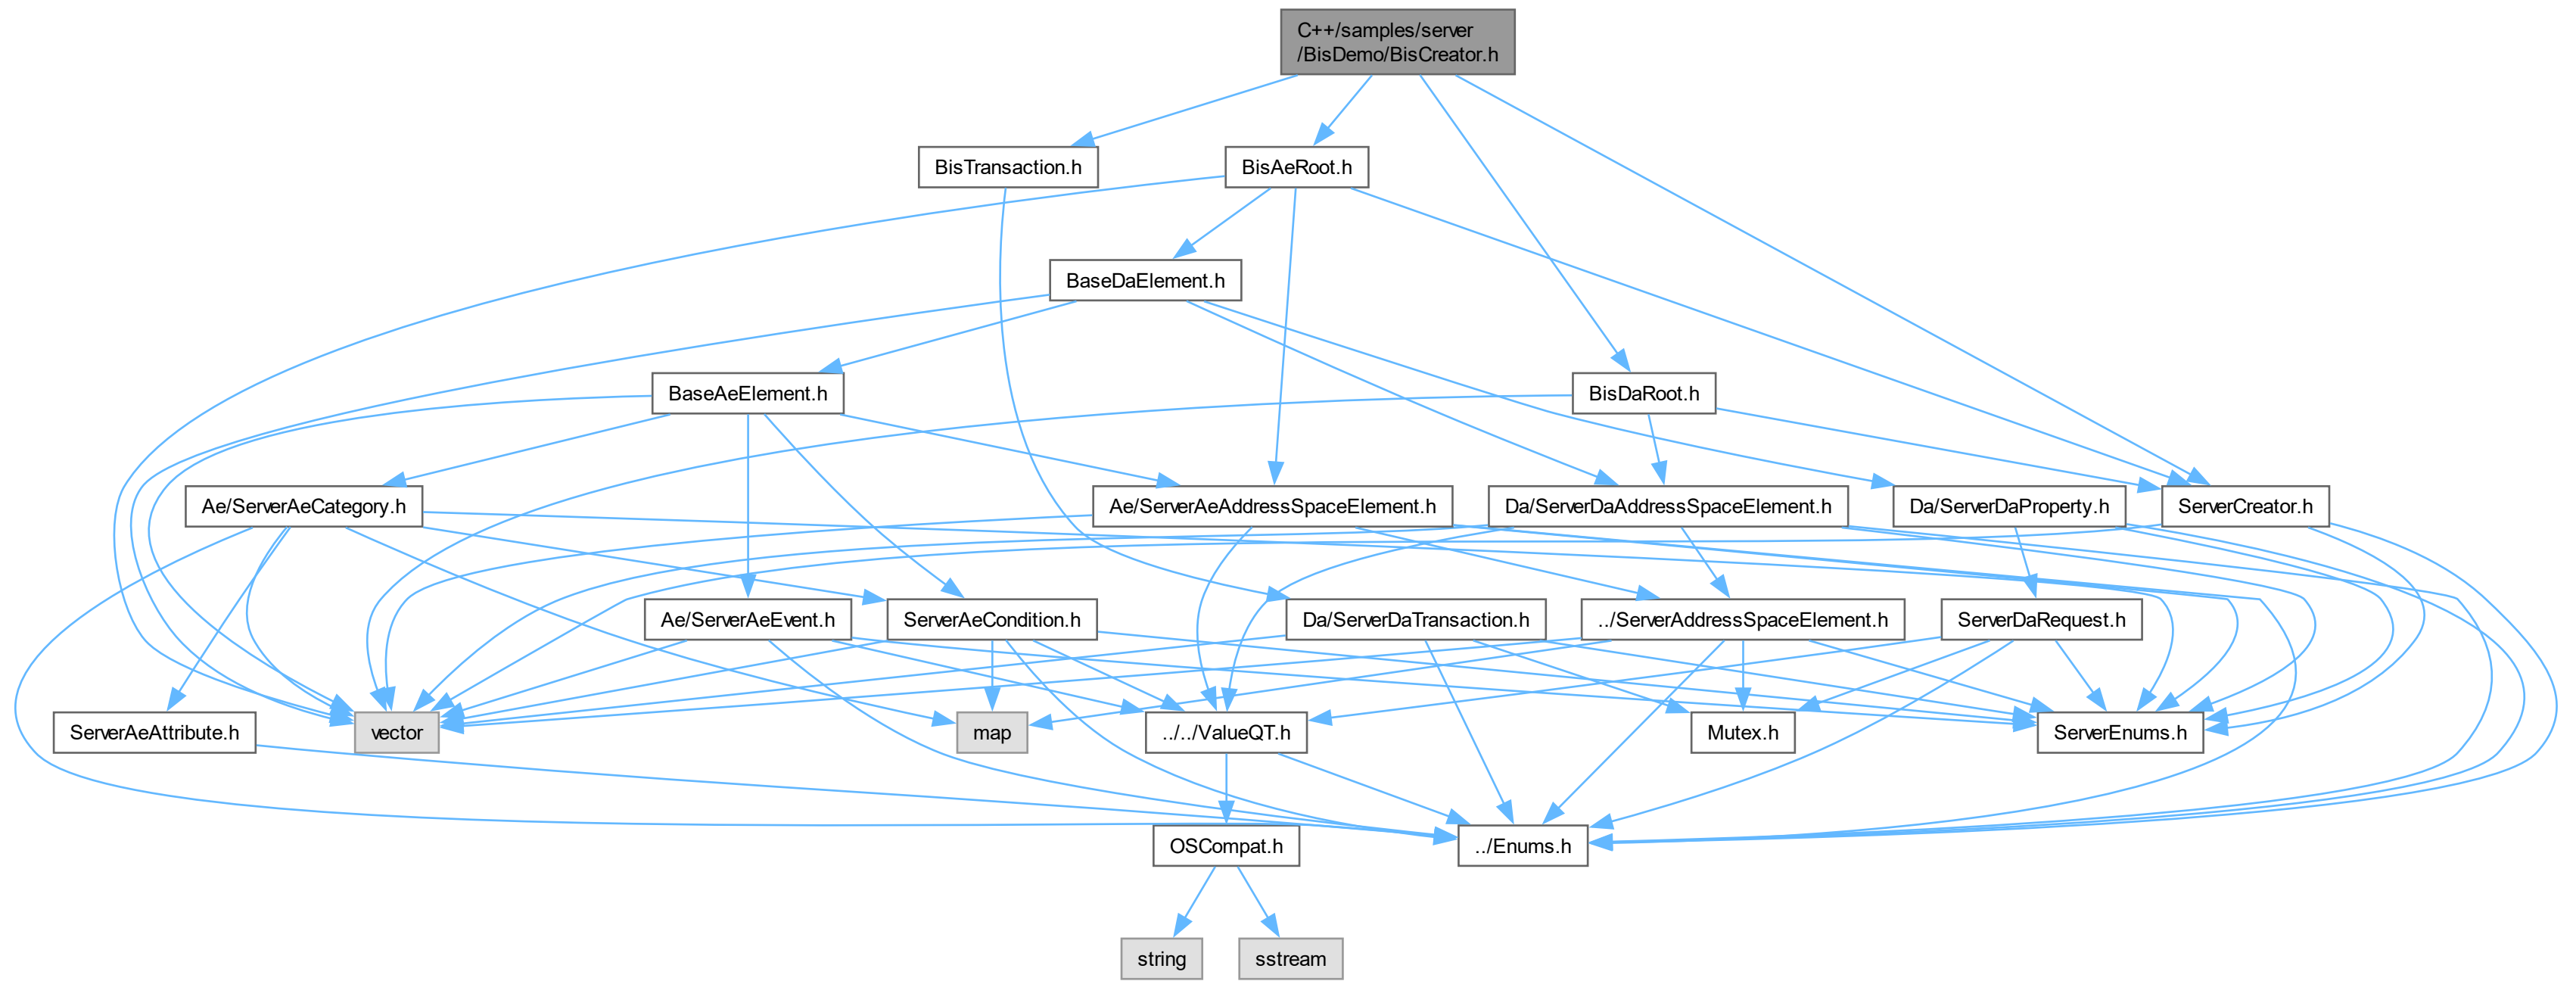 C++/samples/server
/BisDemo/BisCreator.h
BisTransaction.h
BisAeRoot.h
BaseDaElement.h
BaseAeElement.h
BisDaRoot.h
Ae/ServerAeCategory.h
Ae/ServerAeAddressSpaceElement.h
Da/ServerDaAddressSpaceElement.h
Da/ServerDaProperty.h
ServerCreator.h
Ae/ServerAeEvent.h
ServerAeCondition.h
Da/ServerDaTransaction.h
../ServerAddressSpaceElement.h
ServerDaRequest.h
ServerAeAttribute.h
vector
map
../../ValueQT.h
Mutex.h
ServerEnums.h
OSCompat.h
../Enums.h
string
sstream